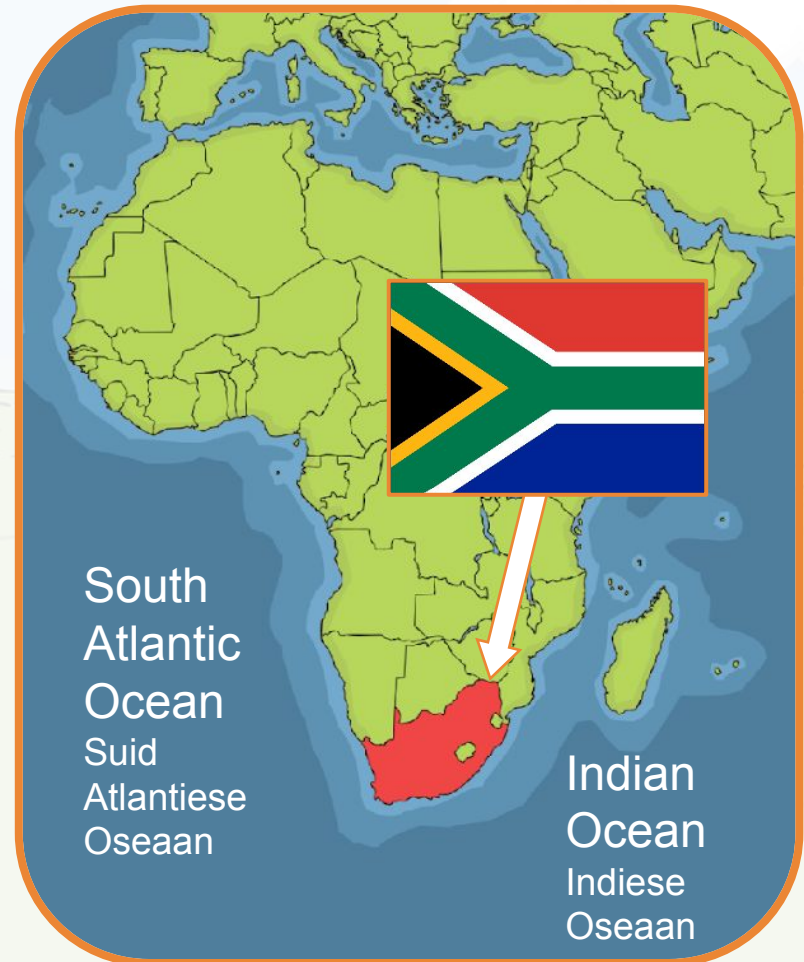 South
Atlantic
Ocean
Suid
Atlantiese
Oseaan
Indian
Ocean
Indiese
Oseaan